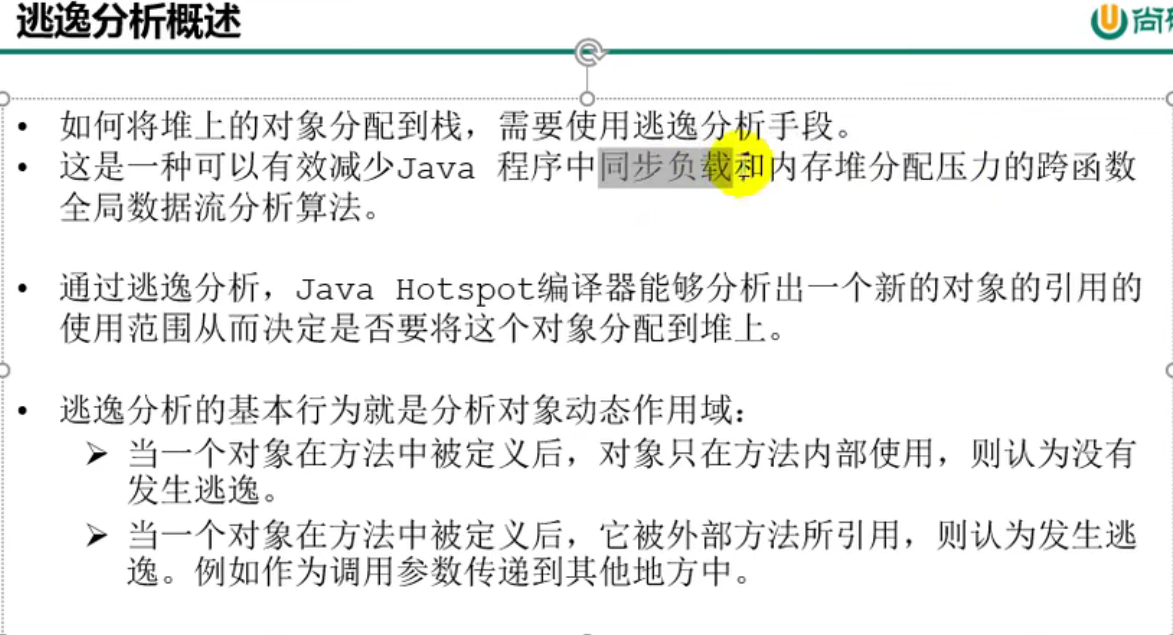 逃逸分析概述
尚
• 如何将堆上的对象分配到栈，需要使用逃逸分析手段。
• 这是一种可以有效减少Java 程序中同步负载和内存堆分配压力的跨函数
全局数据流分析算法。
• 通过逃逸分析，Java Hotspot编译器能够分析出一个新的对象的引用的
使用范围从而决定是否要将这个对象分配到堆上。
• 逃逸分析的基本行为就是分析对象动态作用域：
➢ 当一个对象在方法中被定义后，对象只在方法内部使用，则认为没有
发生逃逸。
➢ 当一个对象在方法中被定义后，它被外部方法所引用，则认为发生逃
逸。例如作为调用参数传递到其他地方中。